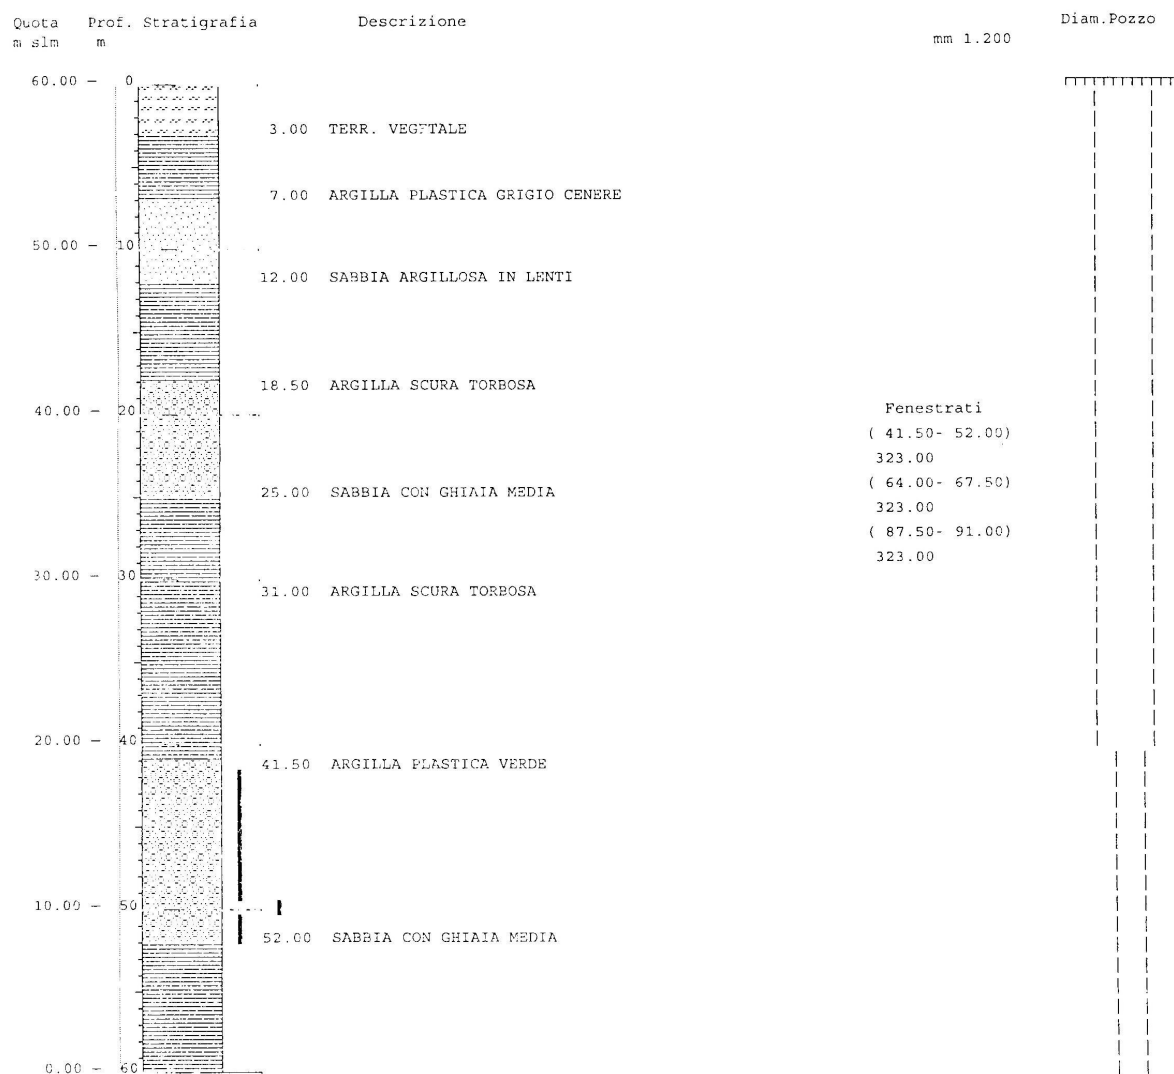 Quota Prof. Stratigrafia Descrizione Diam.Pozzo
m slm m mm 1.200
60.00 — 0
3.00 TERR. VEGETALE
7.00 ARGILLA PLASTICA GRIGIO CENERE
50.00 — 10
12.00 SABBIA ARGILLOSA IN LENTI
18.50 ARGILLA SCURA TORBOSA
40.00 — 20
Fenestrati
( 41.50- 52.00)
323.00
( 64.00- 67.50)
323.00
( 87.50- 91.00)
323.00
25.00 SABBIA CON GHIAIA MEDIA
30.00 — 30
31.00 ARGILLA SCURA TORBOSA
20.00 — 40
41.50 ARGILLA PLASTICA VERDE
10.00 — 50
52.00 SABBIA CON GHIAIA MEDIA
0.00 — 60